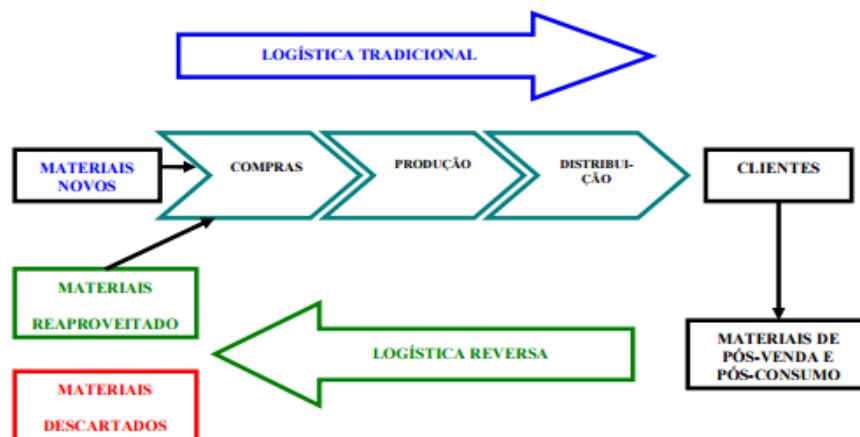 LOGÍSTICA TRADICIONAL
MATERIAIS
NOVOS
COMPRAS
PRODUÇÃO
DISTRIBUI-
ÇÃO
CLIENTES
MATERIAIS
REAPROVEITADO
LOGÍSTICA REVERSA
MATERIAIS DE
PÓS-VENDA E
PÓS-CONSUMO
MATERIAIS
DESCARTADOS